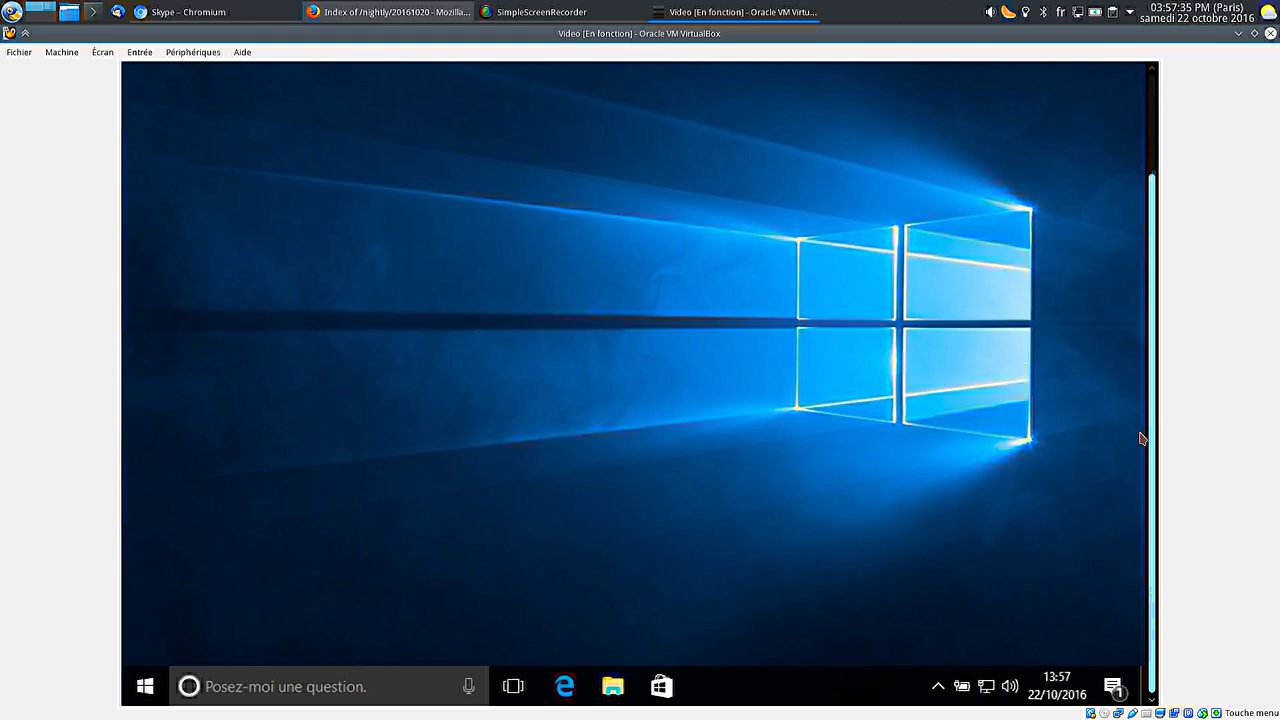 Skype – Chromium
Index of /nightly/20161020 - Mozilla...
SimpleScreenRecorder
Video [En fonction] - Oracle VM Virtu...
fr
03:57:35 PM (Paris)
samedi 22 octobre 2016
Video [En fonction] - Oracle VM VirtualBox
Fichier Machine Écran Entrée Périphériques Aide
Posez-moi une question.
13:57
22/10/2016
1
Touche menu